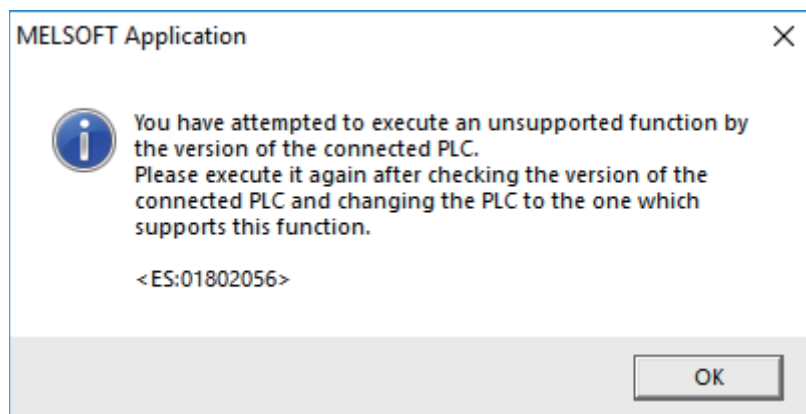 MELSOFT Application
You have attempted to execute an unsupported function by
the version of the connected PLC.
Please execute it again after checking the version of the
connected PLC and changing the PLC to the one which
supports this function.
<ES:01802056>
OK